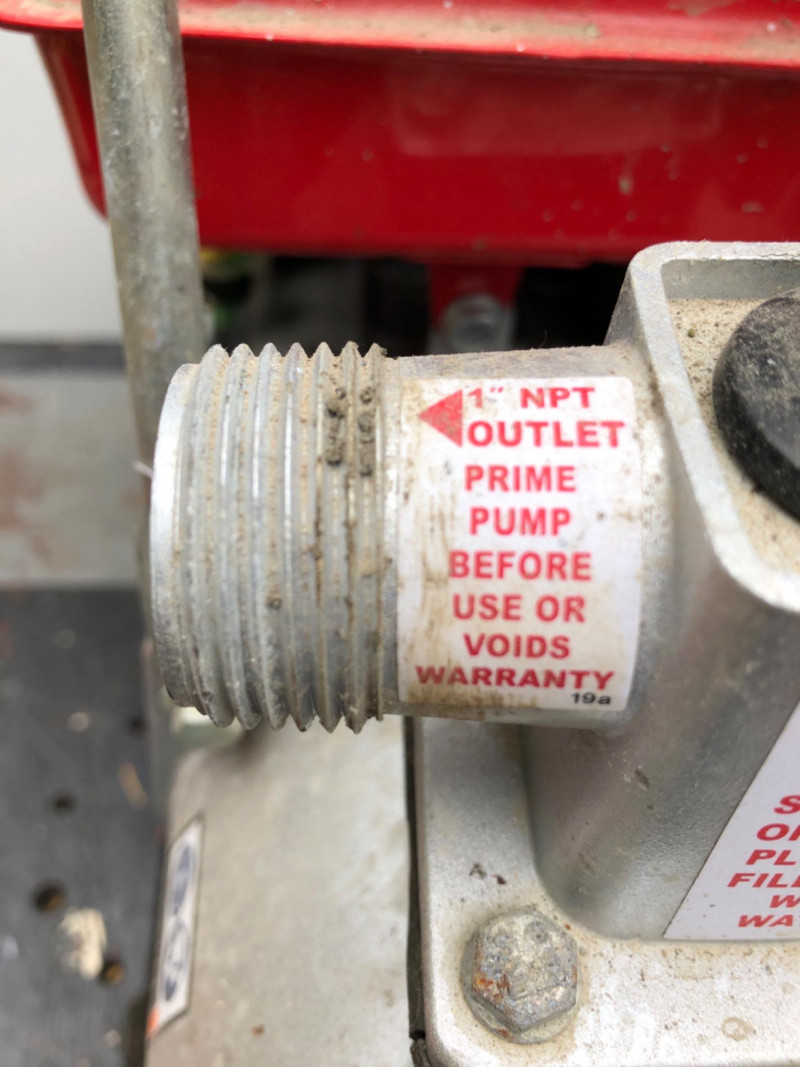 1" NPT
OUTLET
PRIME
PUMP
BEFORE
USE OR
VOIDS
WARRANTY
19a